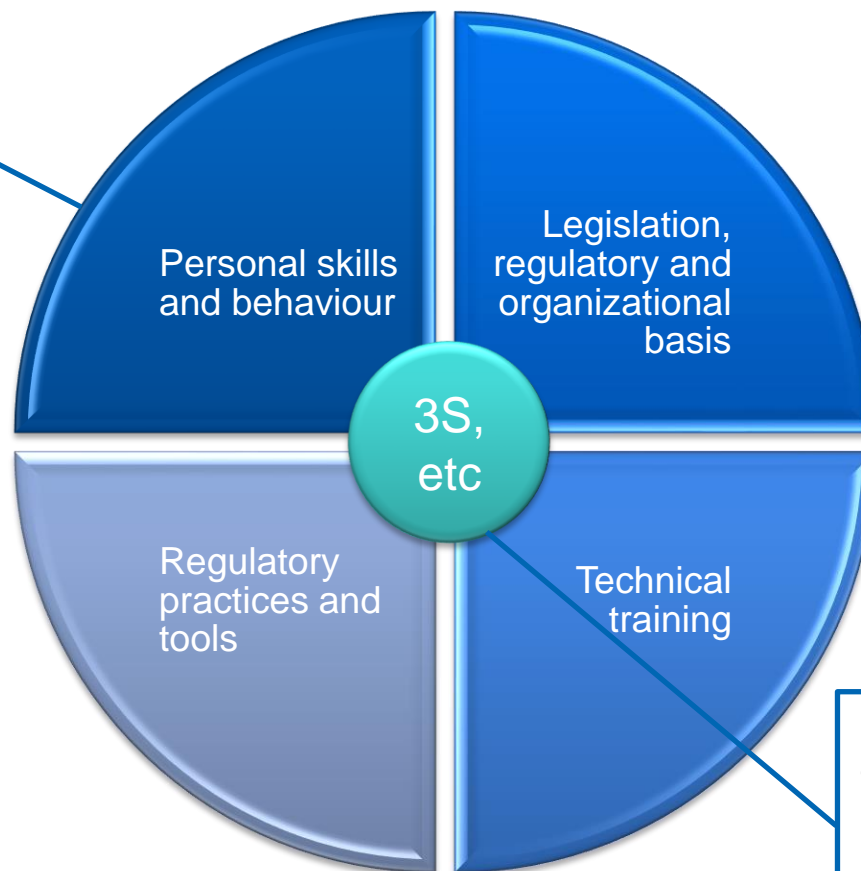 Personal skills
and behaviour
Legislation,
regulatory and
organizational
basis
3S,
etc
Regulatory
practices and
tools
Technical
training